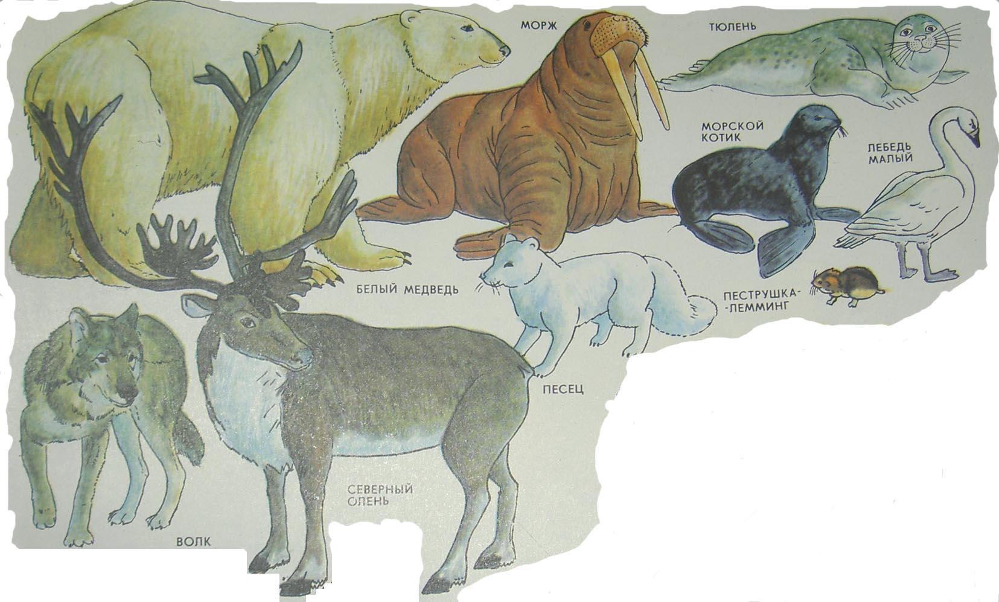 МОРЖ
ТЮЛЕНЬ
МОРСКОЙ
КОТИК
ЛЕБЕДЬ
МАЛЫЙ
БЕЛЫЙ МЕДВЕДЬ
ПЕСТРУШКА-
-ЛЕММИНГ
ПЕСЕЦ
СЕВЕРНЫЙ
ОЛЕНЬ
ВОЛК